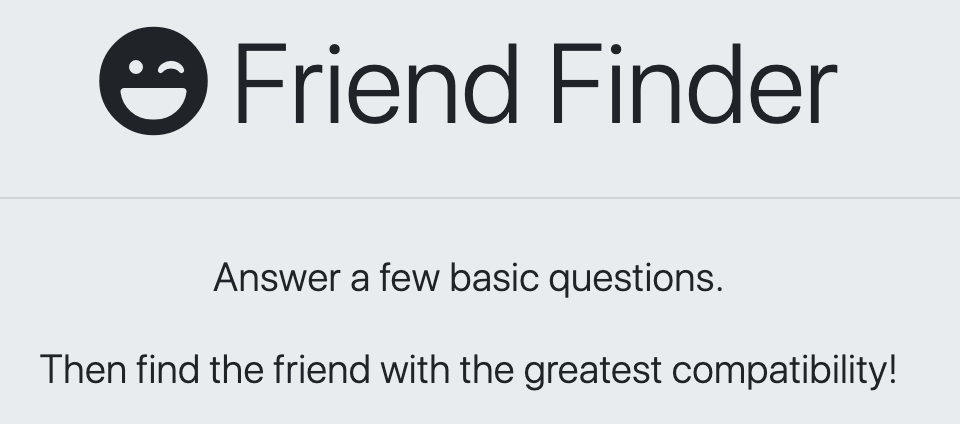 Friend Finder
Answer a few basic questions.
Then find the friend with the greatest compatibility!